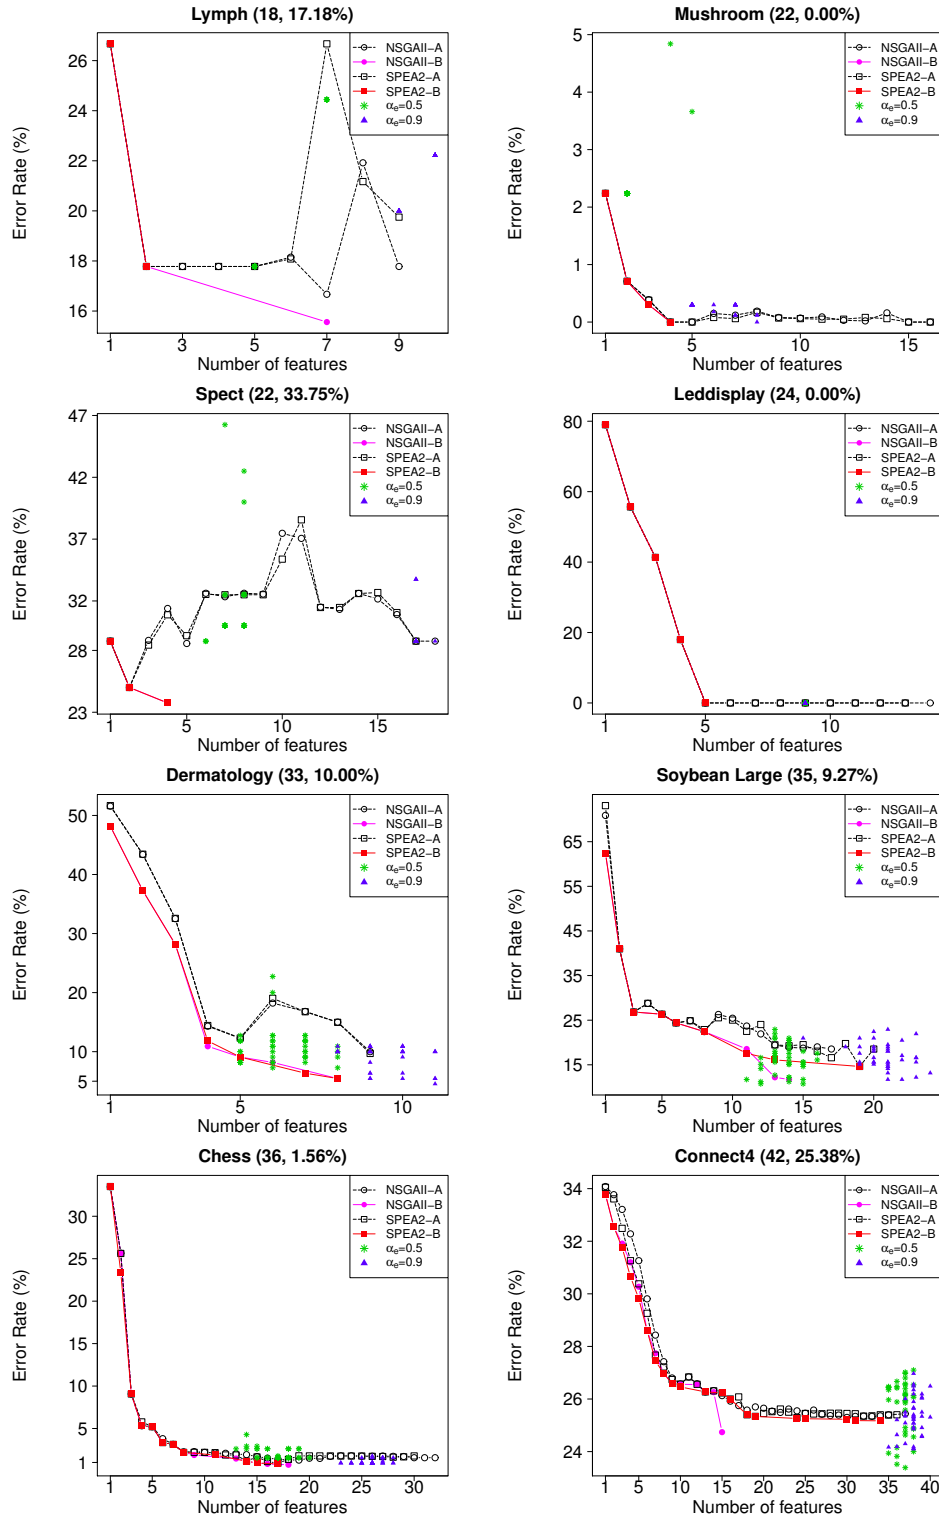 Lymph (18, 17.18%)
Error Rate (%)
26
24
22
20
18
16
1 3 5 7 9
Number of features
NSGAII-A
NSGAII-B
SPEA2-A
SPEA2-B
αe=0.5
αe=0.9
Mushroom (22, 0.00%)
Error Rate (%)
5
4
3
2
1
0
1 5 10 15
Number of features
NSGAII-A
NSGAII-B
SPEA2-A
SPEA2-B
αe=0.5
αe=0.9
Spect (22, 33.75%)
Error Rate (%)
47
42
37
32
28
23
1 5 10 15
Number of features
NSGAII-A
NSGAII-B
SPEA2-A
SPEA2-B
αe=0.5
αe=0.9
Leddisplay (24, 0.00%)
Error Rate (%)
80
60
40
20
0
1 5 10
Number of features
NSGAII-A
NSGAII-B
SPEA2-A
SPEA2-B
αe=0.5
αe=0.9
Dermatology (33, 10.00%)
Error Rate (%)
50
40
30
20
10
5
1 5 10
Number of features
NSGAII-A
NSGAII-B
SPEA2-A
SPEA2-B
αe=0.5
αe=0.9
Soybean Large (35, 9.27%)
Error Rate (%)
65
55
45
35
25
15
1 5 10 15 20
Number of features
NSGAII-A
NSGAII-B
SPEA2-A
SPEA2-B
αe=0.5
αe=0.9
Chess (36, 1.56%)
Error Rate (%)
30
25
20
15
10
5
1
1 5 10 15 20 25 30
Number of features
NSGAII-A
NSGAII-B
SPEA2-A
SPEA2-B
αe=0.5
αe=0.9
Connect4 (42, 25.38%)
Error Rate (%)
34
32
30
28
26
24
1 5 10 15 20 25 30 35 40
Number of features
NSGAII-A
NSGAII-B
SPEA2-A
SPEA2-B
αe=0.5
αe=0.9